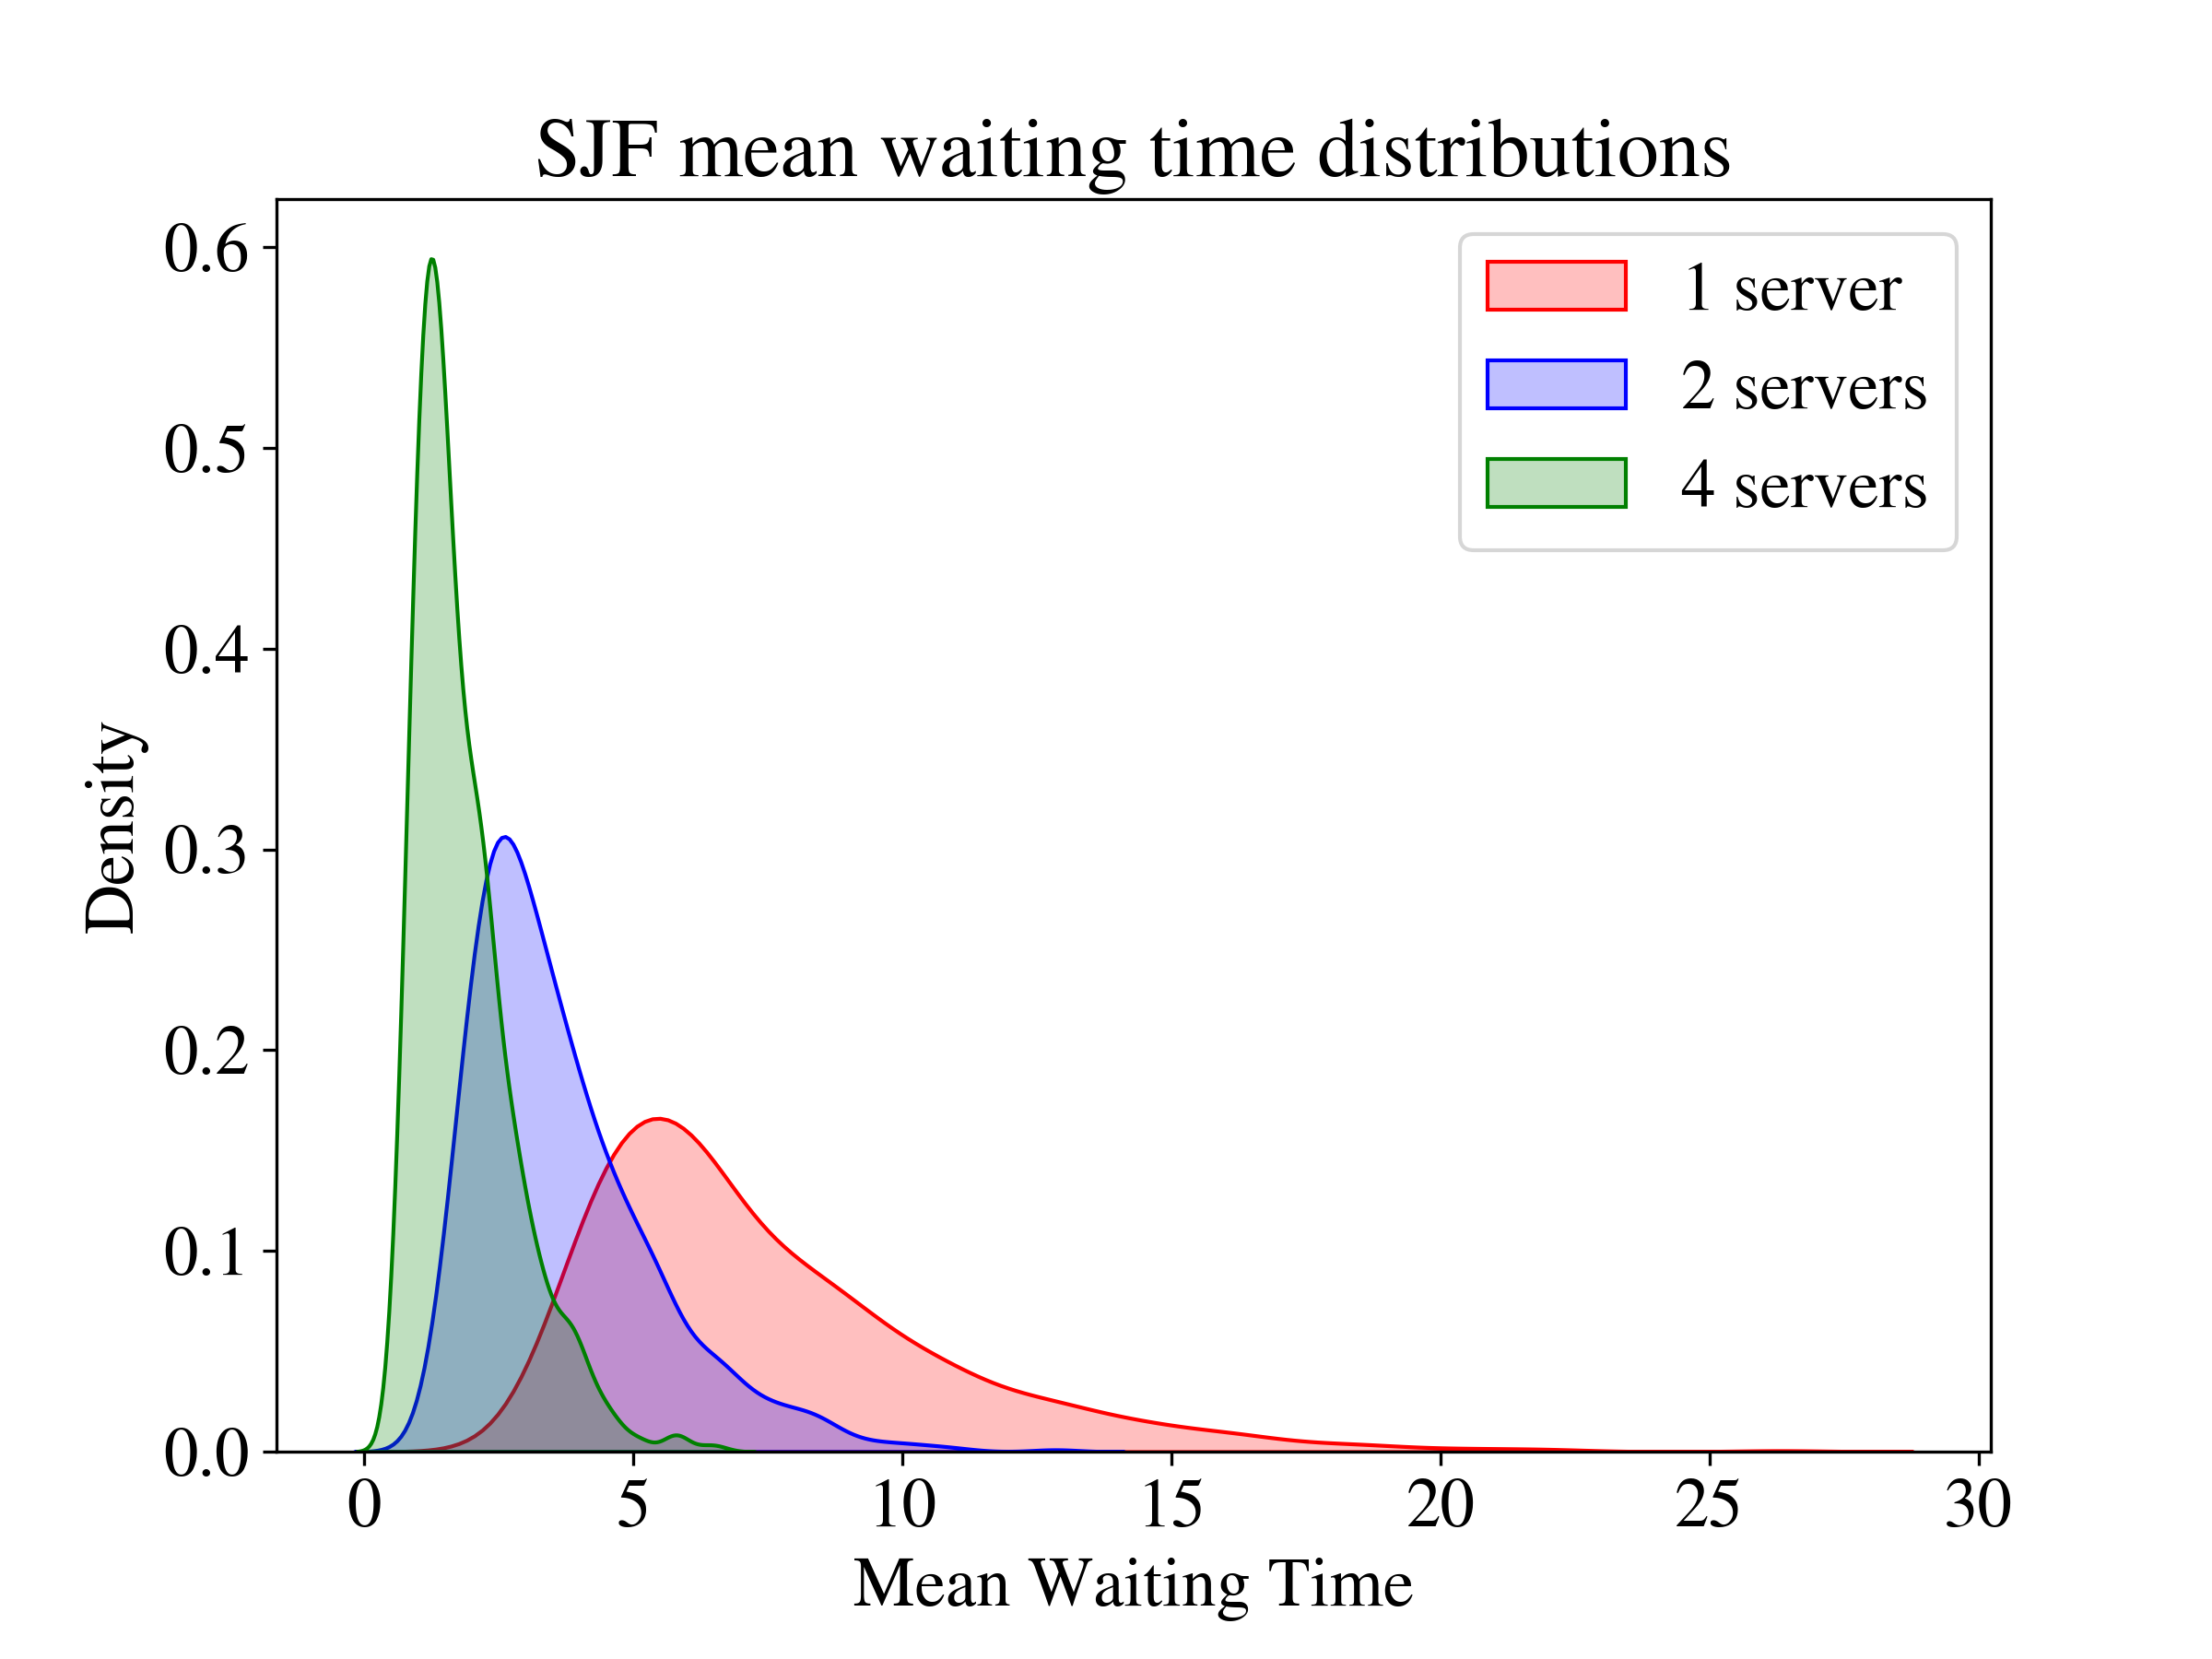 SJF mean waiting time distributions
1 server
2 servers
4 servers
Density
0.6
0.5
0.4
0.3
0.2
0.1
0.0
0 5 10 15 20 25 30
Mean Waiting Time